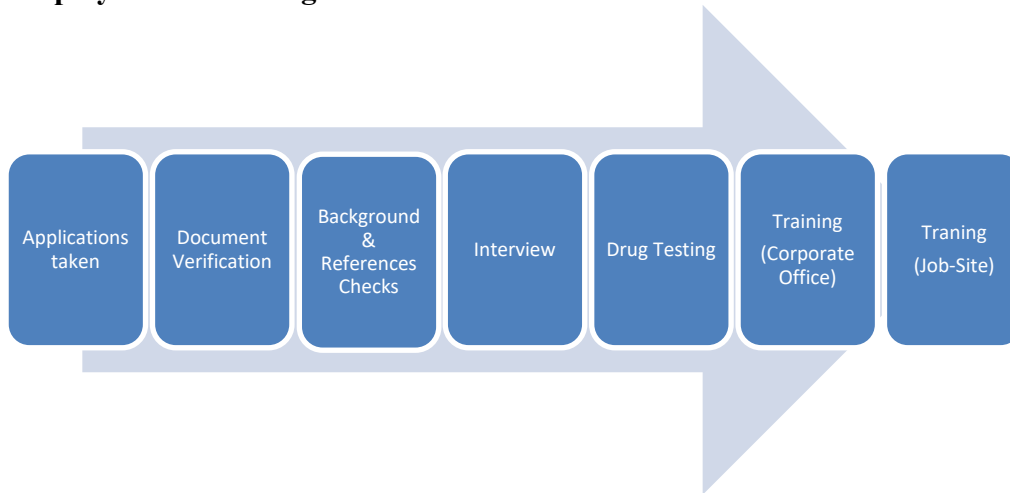 Applications
taken
Document
Verification
Background
&
References
Checks
Interview
Drug Testing
Training
(Corporate
Office)
Traning
(Job-Site)